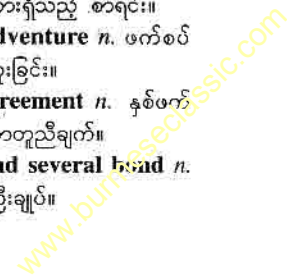 ားရှိသည့် စာရင်း။
dventure n. ဖက်စပ်
ူးခြင်း။
reement n. နှစ်ဖက်
ာတူညီချက်။
nd several bond n.
ဦးချုပ်။
www.burmeseclassic.com